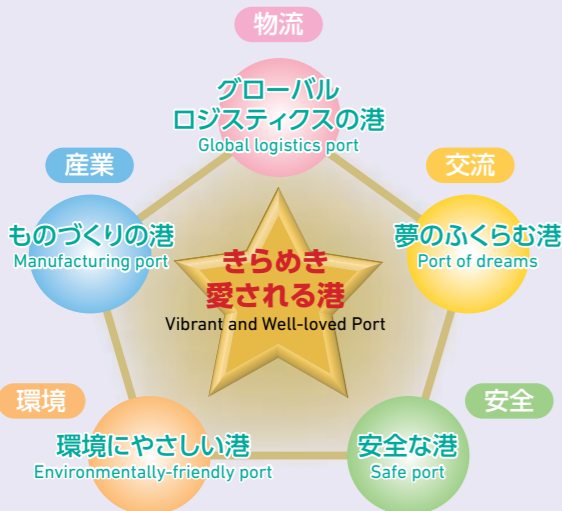 物流
グローバル
ロジスティクスの港
Global logistics port
産業
ものづくりの港
Manufacturing port
交流
夢のふくらむ港
Port of dreams
きらめき
愛される港
Vibrant and Well-loved Port
環境
環境にやさしい港
Environmentally-friendly port
安全
安全な港
Safe port